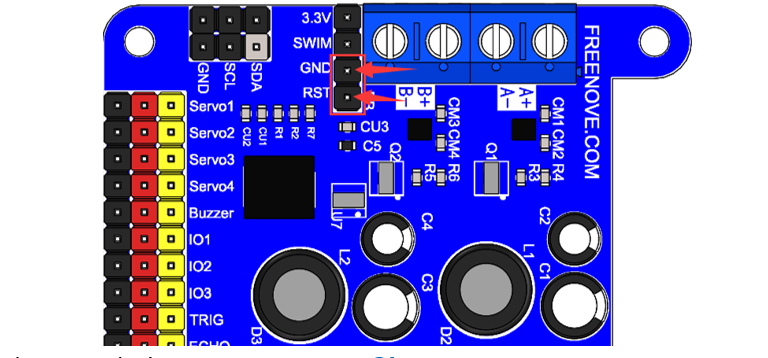 3.3V
SWIM
GND
RST
GND
SCL
SDA
B+
B-
A+
A-
FREENOVE.COM
Servo1
Servo2
Servo3
Servo4
Buzzer
IO1
IO2
IO3
TRIG
ECHO
CU2
CU1
R1
R2
R7
CU3
C5
CM3
CM4
R5
R6
CM1
CM2
R3
R4
Q2
Q1
U7
L2
C4
C3
D3
L1
C2
C1
D2